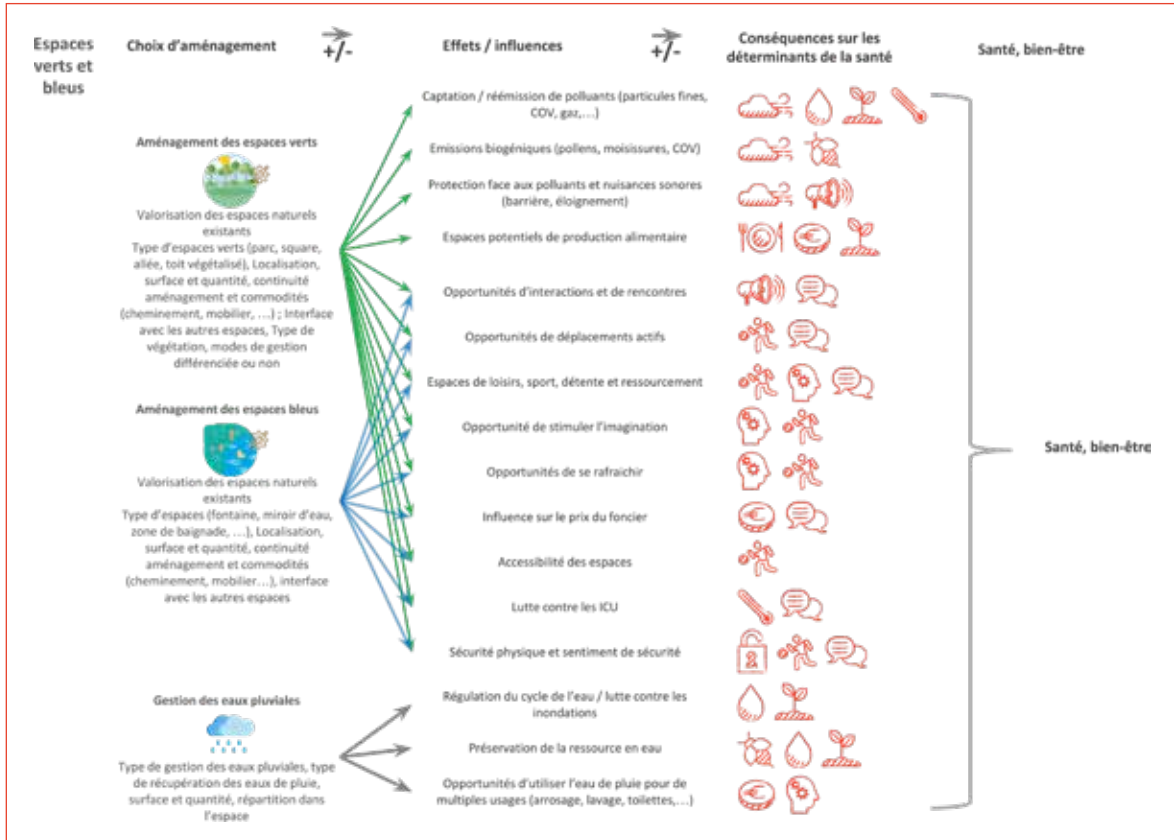 Espaces
verts et
bleus
Choix d'aménagement
+/-
Effets / influences
+/-
Conséquences sur les
déterminants de la santé
Santé, bien-être
Aménagement des espaces verts
Valorisation des espaces naturels
existants
Type d'espaces verts (parc, square,
allée, toit végétalisé), Localisation,
surface et quantité, continuité
aménagement et commodités
(cheminement, mobilier, ...) ; Interface
avec les autres espaces, Type de
végétation, modes de gestion
différenciée ou non
Aménagement des espaces bleus
Valorisation des espaces naturels
existants
Type d'espaces (fontaine, miroir d'eau,
zone de baignade, ...), Localisation,
surface et quantité, continuité
aménagement et commodités
(cheminement, mobilier...), interface
avec les autres espaces
Gestion des eaux pluviales
Type de gestion des eaux pluviales, type
de récupération des eaux de pluie,
surface et quantité, répartition dans
l'espace
Captation / réémission de polluants (particules fines,
COV, gaz,...)
Emissions biogéniques (pollens, moisissures, COV)
Protection face aux polluants et nuisances sonores
(barrière, éloignement)
Espaces potentiels de production alimentaire
Opportunités d'interactions et de rencontres
Opportunités de déplacements actifs
Espaces de loisirs, sport, détente et ressourcement
Opportunité de stimuler l'imagination
Opportunités de se rafraichir
Influence sur le prix du foncier
Accessibilité des espaces
Lutte contre les ICU
Sécurité physique et sentiment de sécurité
Régulation du cycle de l'eau / lutte contre les
inondations
Préservation de la ressource en eau
Opportunités d'utiliser l'eau de pluie pour de
multiples usages (arrosage, lavage, toilettes,...)
Santé, bien-être